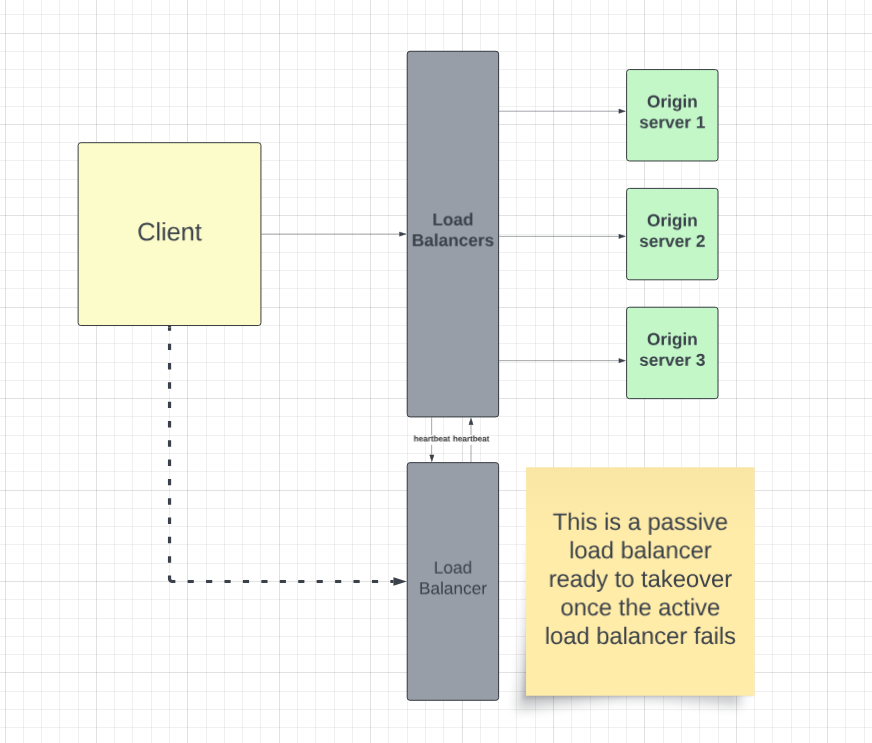 Client
Load
Balancers
Origin
server 1
Origin
server 2
Origin
server 3
heartbeat heartbeat
Load
Balancer
This is a passive
load balancer
ready to takeover
once the active
load balancer fails